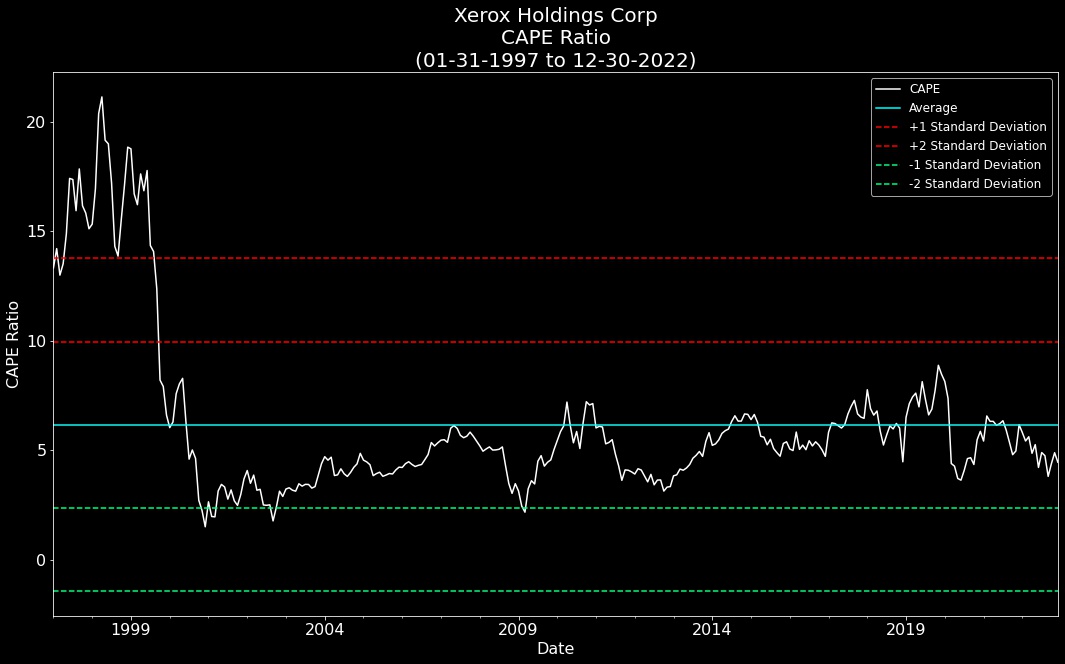 Xerox Holdings Corp
CAPE Ratio
(01-31-1997 to 12-30-2022)
CAPE
Average
+1 Standard Deviation
+2 Standard Deviation
-1 Standard Deviation
-2 Standard Deviation
CAPE Ratio
20
15
10
5
0
1999
2004
2009
2014
2019
Date